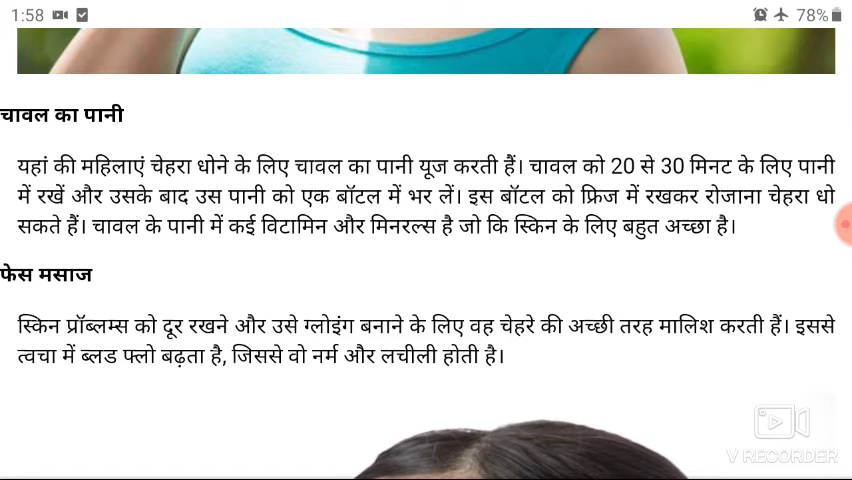 1:58
78%
चावल का पानी
यहां की महिलाएं चेहरा धोने के लिए चावल का पानी यूज करती हैं। चावल को 20 से 30 मिनट के लिए पानी
में रखें और उसके बाद उस पानी को एक बॉटल में भर लें। इस बॉटल को फ्रिज में रखकर रोजाना चेहरा धो
सकते हैं। चावल के पानी में कई विटामिन और मिनरल्स है जो कि स्किन के लिए बहुत अच्छा है।
फेस मसाज
स्किन प्रॉब्लम्स को दूर रखने और उसे ग्लोइंग बनाने के लिए वह चेहरे की अच्छी तरह मालिश करती हैं। इससे
त्वचा में ब्लड फ्लो बढ़ता है, जिससे वो नर्म और लचीली होती है।
V RECORDER